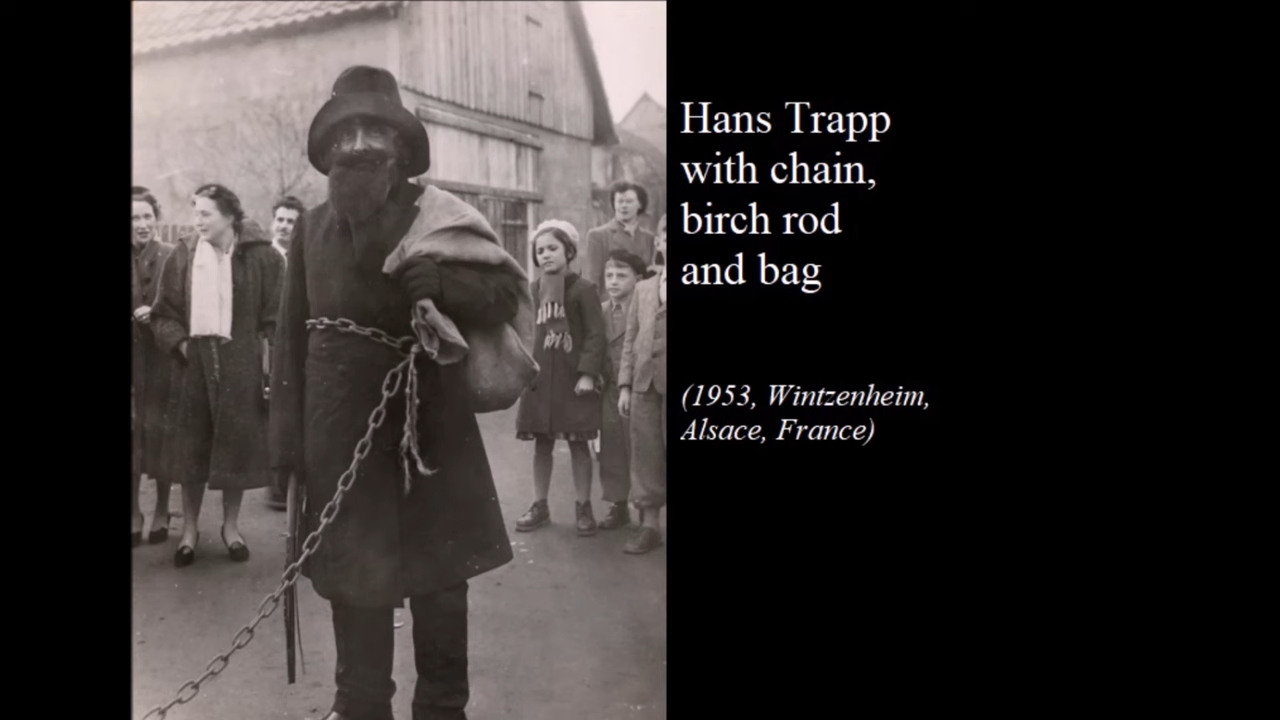 Hans Trapp
with chain,
birch rod
and bag
(1953, Wintzenheim,
Alsace, France)